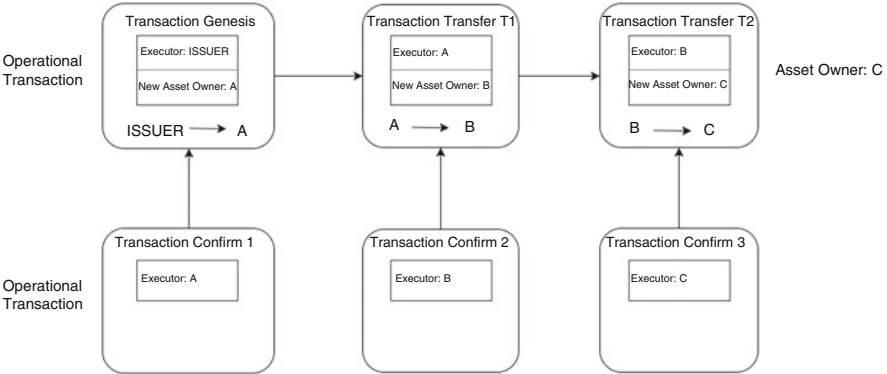 Transaction Genesis
Transaction Transfer T1
Transaction Transfer T2
Operational
Transaction
Executor: ISSUER
New Asset Owner: A
ISSUER A
Executor: A
New Asset Owner: B
A B
Executor: B
New Asset Owner: C
B C
Asset Owner: C
Operational
Transaction
Transaction Confirm 1
Executor: A
Transaction Confirm 2
Executor: B
Transaction Confirm 3
Executor: C